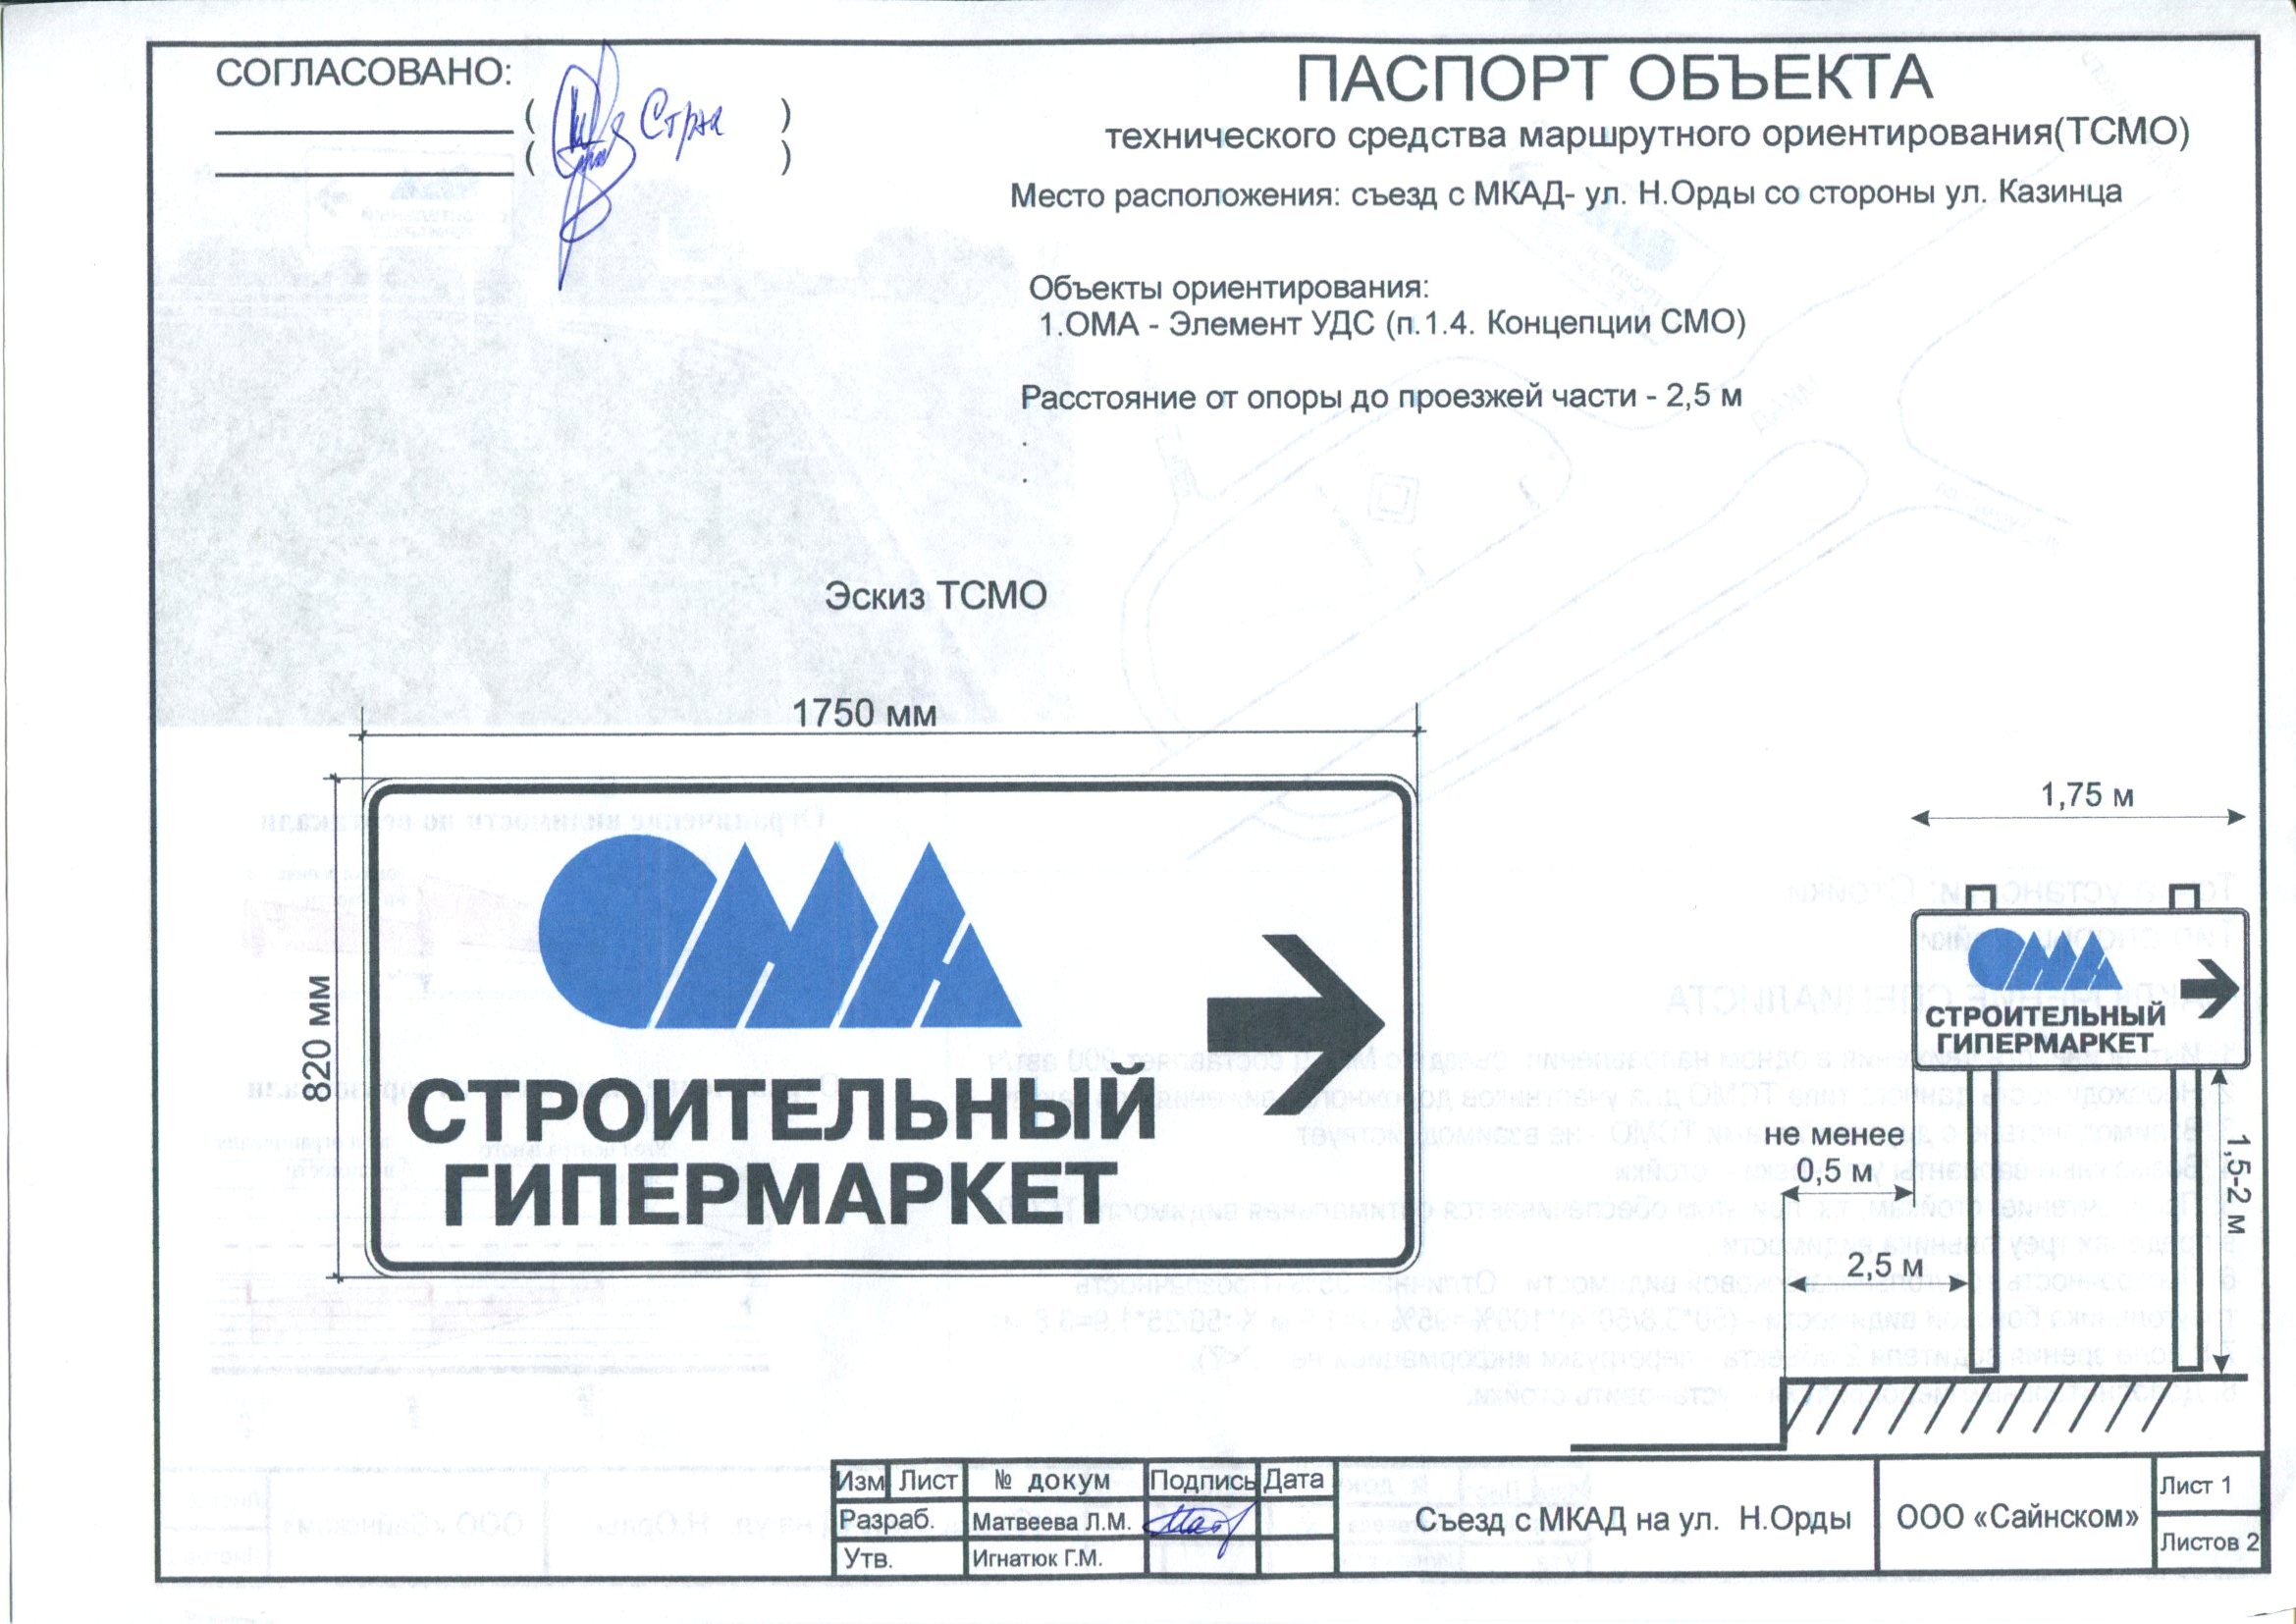 СОГЛАСОВАНО:
ПАСПОРТ ОБЪЕКТА
технического средства маршрутного ориентирования(ТСМО)
Место расположения: съезд с МКАД- ул. Н.Орды со стороны ул. Казинца
Объекты ориентирования:
1.ОМА - Элемент УДС (п.1.4. Концепции СМО)
Расстояние от опоры до проезжей части - 2,5 м
Эскиз ТСМО
1750 мм
820 мм
ОМА
СТРОИТЕЛЬНЫЙ
ГИПЕРМАРКЕТ
1,75 м
ОМА
СТРОИТЕЛЬНЫЙ
ГИПЕРМАРКЕТ
не менее
0,5 м
1,5-2 м
2,5 м
Изм Лист № докум Подпись Дата
Разраб. Матвеева Л.М.
Утв. Игнатюк Г.М.
Съезд с МКАД на ул. Н.Орды
ООО «Сайнском»
Лист 1
Листов 2